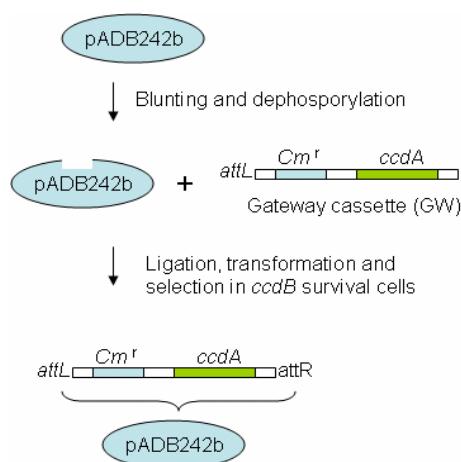 pADB242b
Blunting and dephosporylation
pADB242b
+
Cm r ccdA
attL
Gateway cassette (GW)
Ligation, transformation and
selection in ccdB survival cells
Cm r ccdA
attL attR
pADB242b